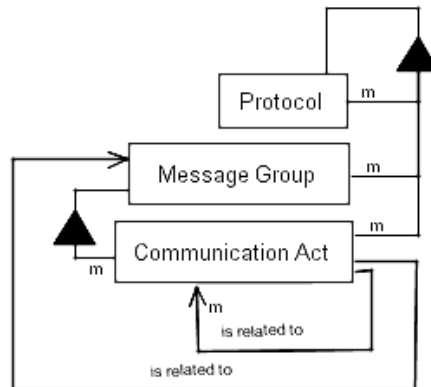 m
Protocol
m
Message Group
m
m
Communication Act
m
is related to
is related to